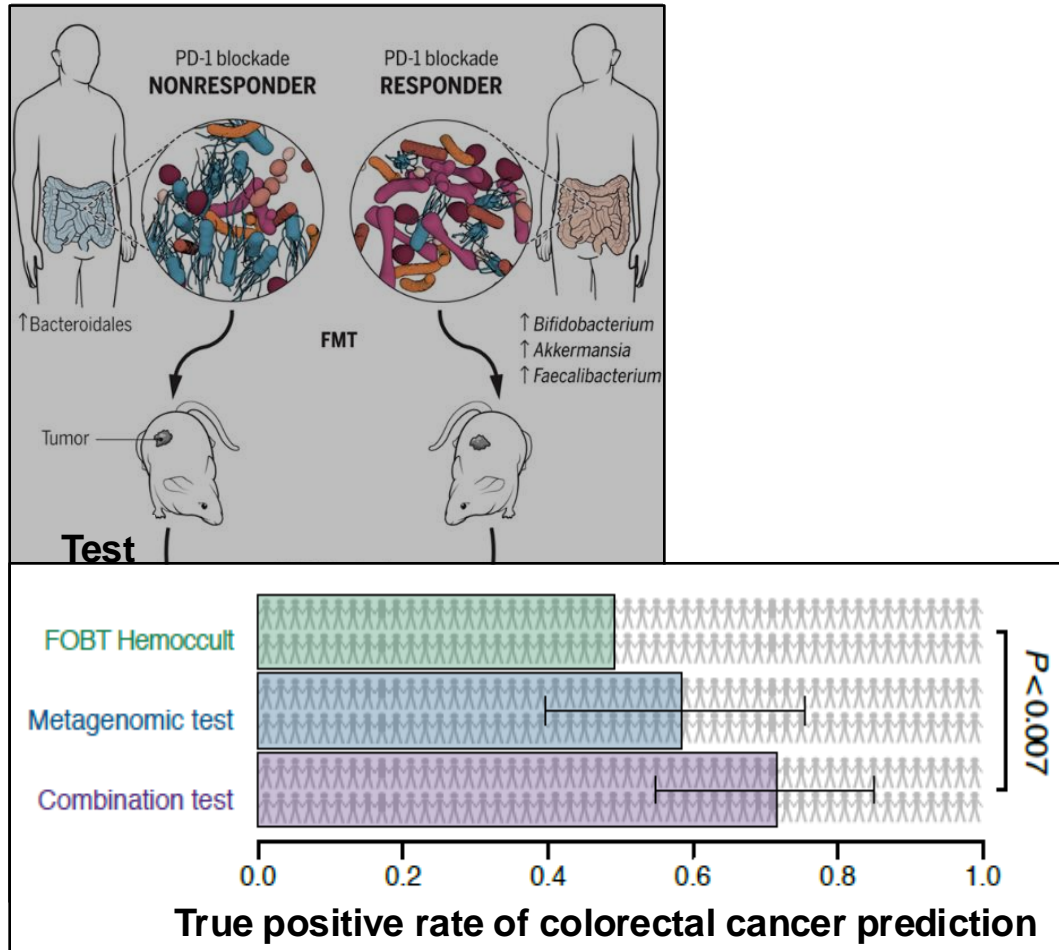 PD-1 blockade
NONRESPONDER
PD-1 blockade
RESPONDER
↑Bacteroidales
FMT
↑ Bifidobacterium
↑ Akkermansia
↑ Faecalibacterium
Tumor
Test
FOBT Hemoccult
Metagenomic test
Combination test
P<0.007
0.0 0.2 0.4 0.6 0.8 1.0
True positive rate of colorectal cancer prediction